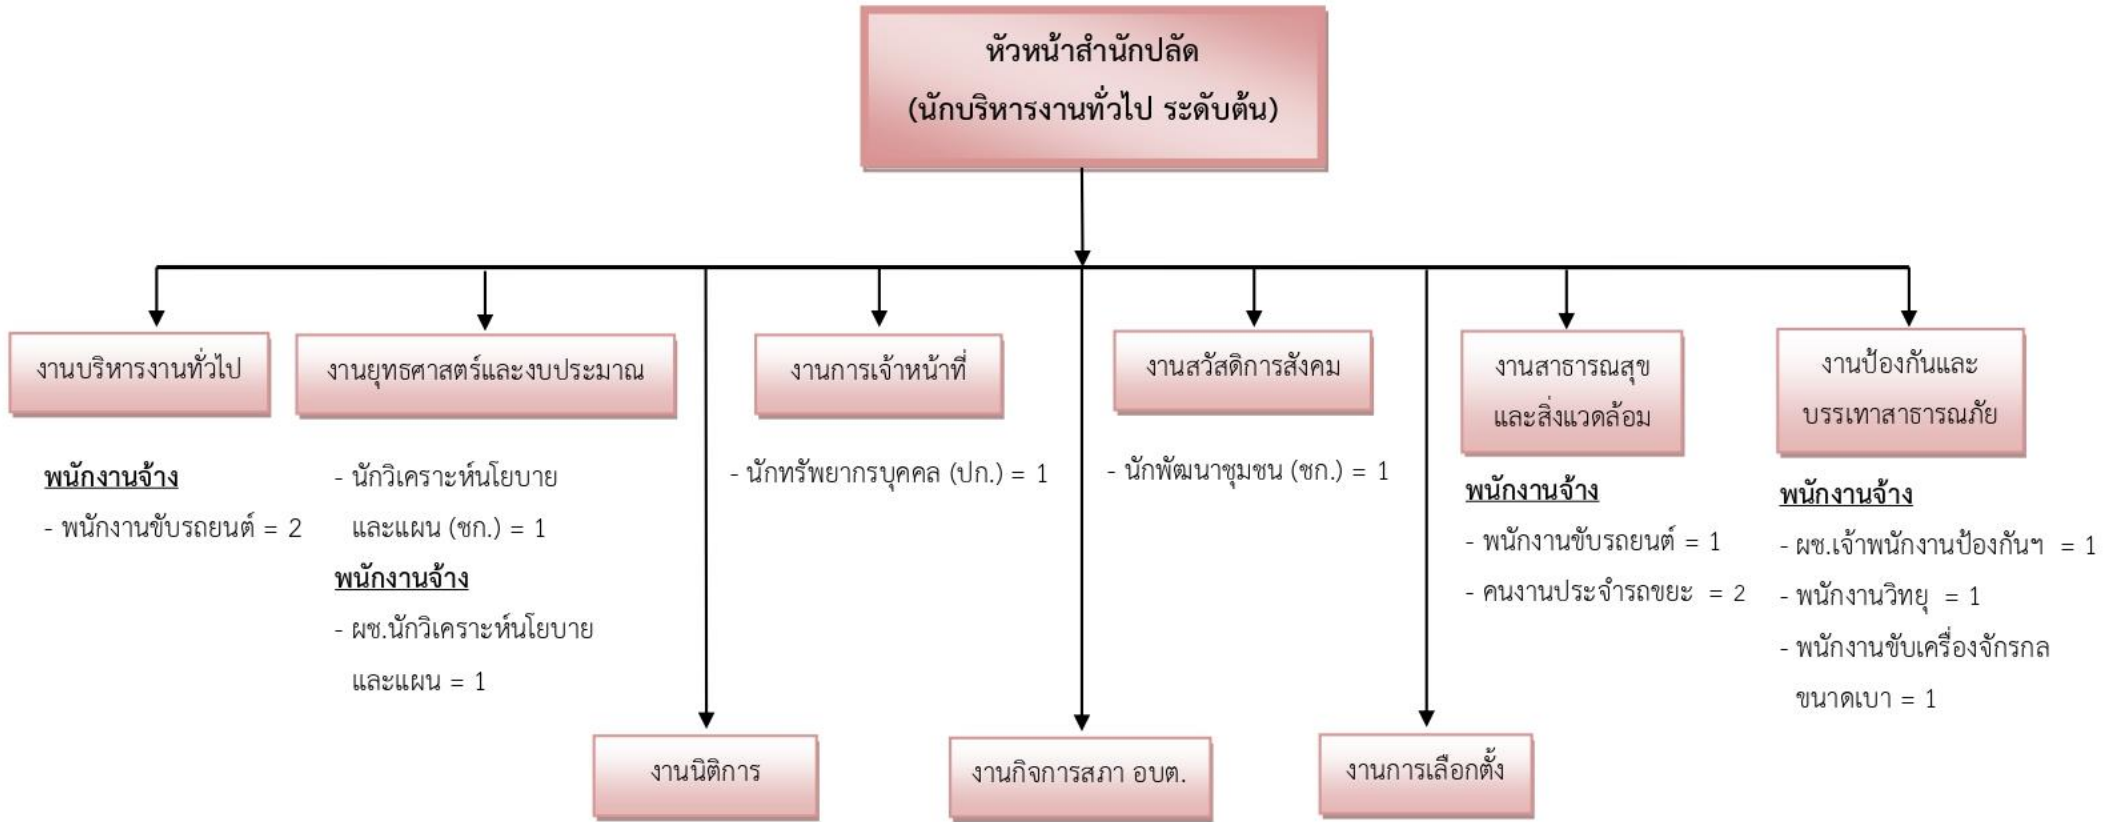 หัวหน้าสำนักปลัด
(นักบริหารงานทั่วไป ระดับต้น)
งานบริหารงานทั่วไป
พนักงานจ้าง
- พนักงานขับรถยนต์ = 2
งานยุทธศาสตร์และงบประมาณ
- นักวิเคราะห์นโยบาย
และแผน (ชก.) = 1
พนักงานจ้าง
- ผช.นักวิเคราะห์นโยบาย
และแผน = 1
งานการเจ้าหน้าที่
- นักทรัพยากรบุคคล (ปก.) = 1
งานสวัสดิการสังคม
- นักพัฒนาชุมชน (ชก.) = 1
งานสาธารณสุข
และสิ่งแวดล้อม
พนักงานจ้าง
- พนักงานขับรถยนต์ = 1
- คนงานประจำรถขยะ = 2
งานป้องกันและ
บรรเทาสาธารณภัย
พนักงานจ้าง
- ผช.เจ้าพนักงานป้องกันฯ = 1
- พนักงานวิทยุ = 1
- พนักงานขับเครื่องจักรกล
ขนาดเบา = 1
งานนิติการ
งานกิจการสภา อบต.
งานการเลือกตั้ง